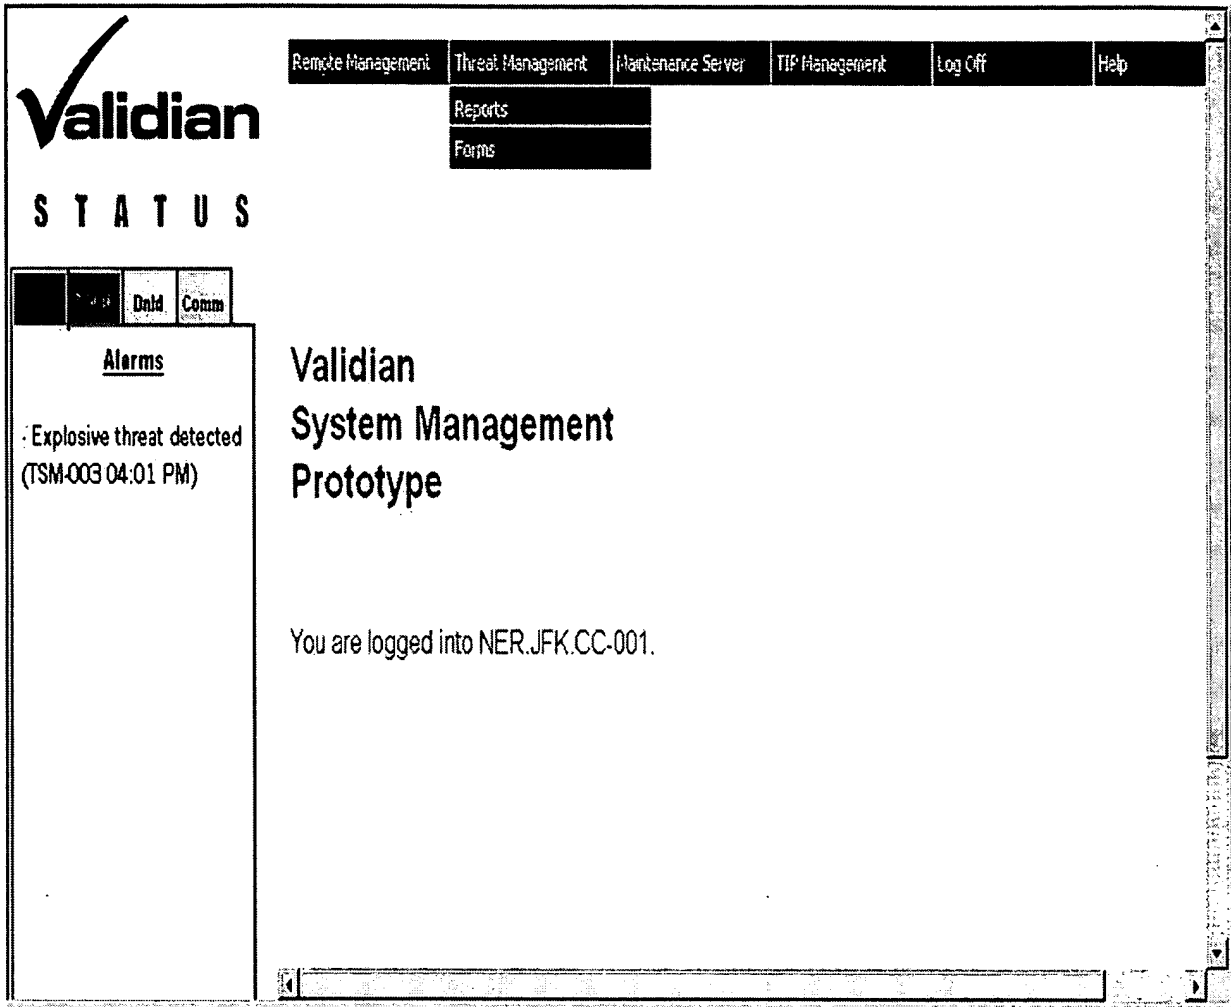 Validian
STATUS
Remote Management Threat Management Maintenance Server TIP Management Log Off Help
Reports
Forms
Dnld Comm
Alarms
- Explosive threat detected
(TSM-003 04:01 PM)
Validian
System Management
Prototype
You are logged into NER.JFK.CC-001.